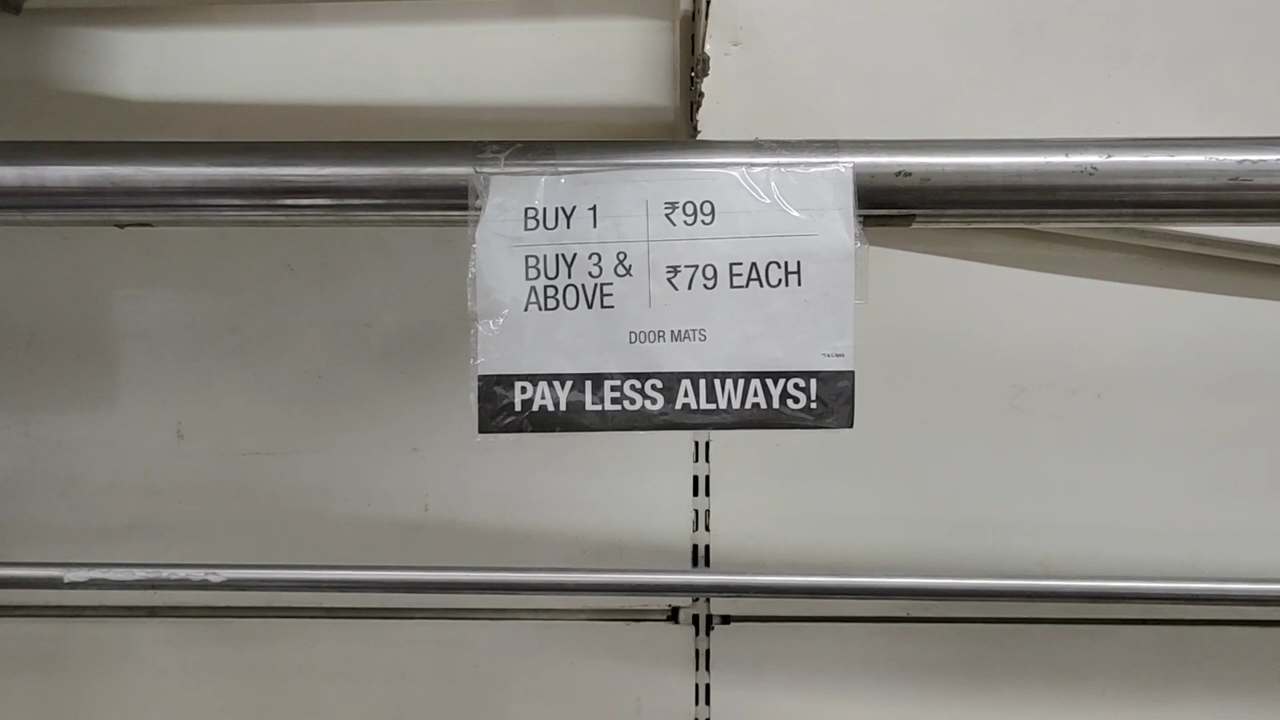 BUY 1 ₹99
BUY 3 & ABOVE ₹79 EACH
DOOR MATS
PAY LESS ALWAYS!